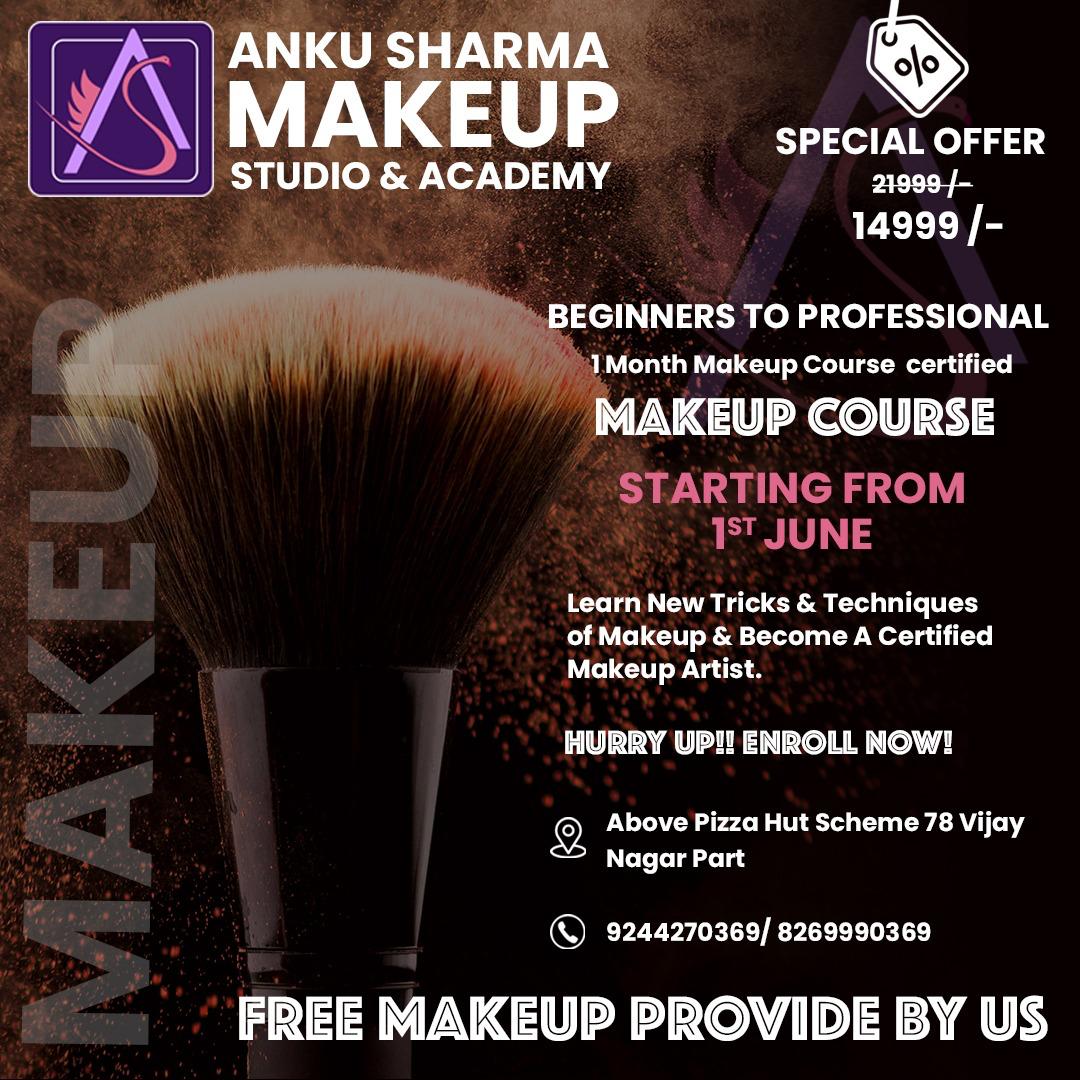 ANKU SHARMA
MAKEUP
STUDIO & ACADEMY
%
SPECIAL OFFER
21999 /-
14999 /-
BEGINNERS TO PROFESSIONAL
1 Month Makeup Course certified
MAKEUP COURSE
STARTING FROM
1ST JUNE
Learn New Tricks & Techniques
of Makeup & Become A Certified
Makeup Artist.
HURRY UP!! ENROLL NOW!
Above Pizza Hut Scheme 78 Vijay
Nagar Part
9244270369/ 8269990369
FREE MAKEUP PROVIDE BY US
MAKEUP